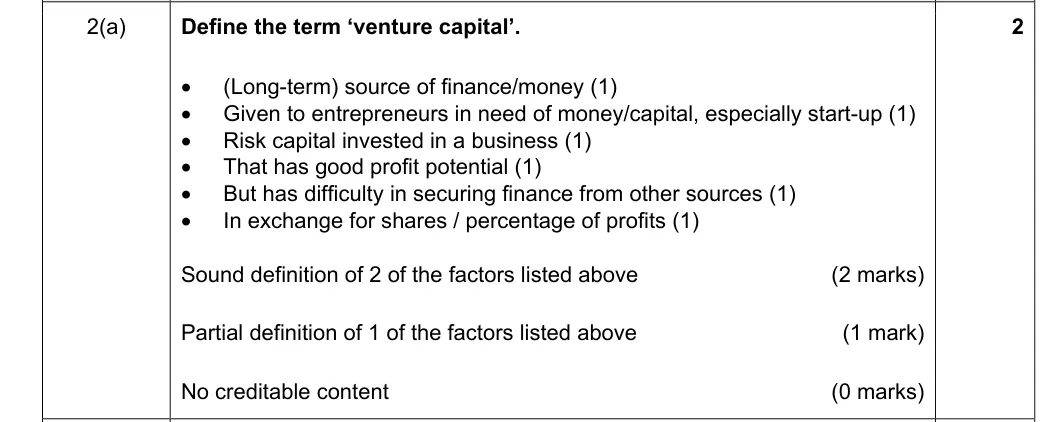 2(a) Define the term ‘venture capital’. 2
• (Long-term) source of finance/money (1)
• Given to entrepreneurs in need of money/capital, especially start-up (1)
• Risk capital invested in a business (1)
• That has good profit potential (1)
• But has difficulty in securing finance from other sources (1)
• In exchange for shares / percentage of profits (1)
Sound definition of 2 of the factors listed above (2 marks)
Partial definition of 1 of the factors listed above (1 mark)
No creditable content (0 marks)